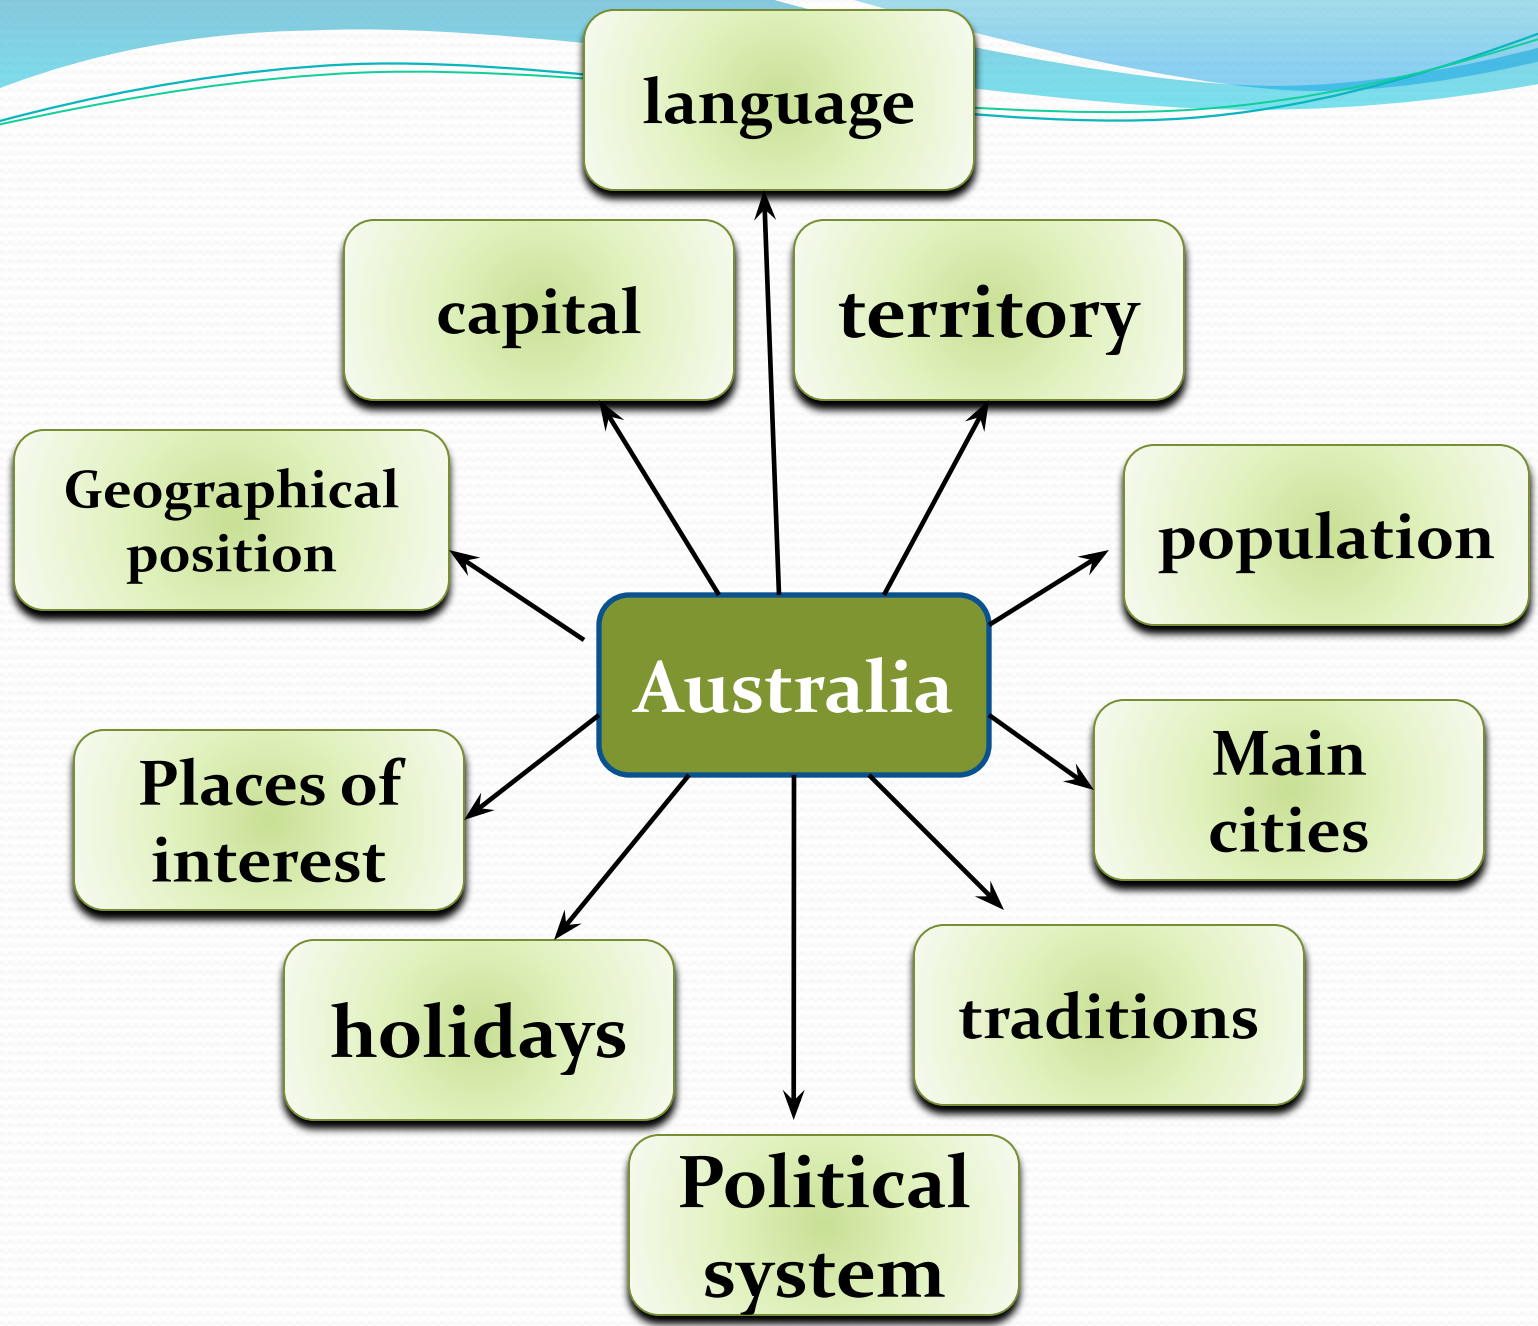 language
capital
territory
Geographical
position
population
Australia
Places of
interest
Main
cities
holidays
traditions
Political
system